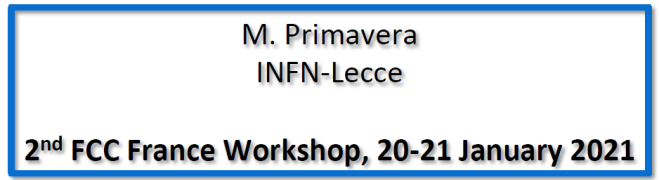 M. Primavera
INFN-Lecce
2nd FCC France Workshop, 20-21 January 2021